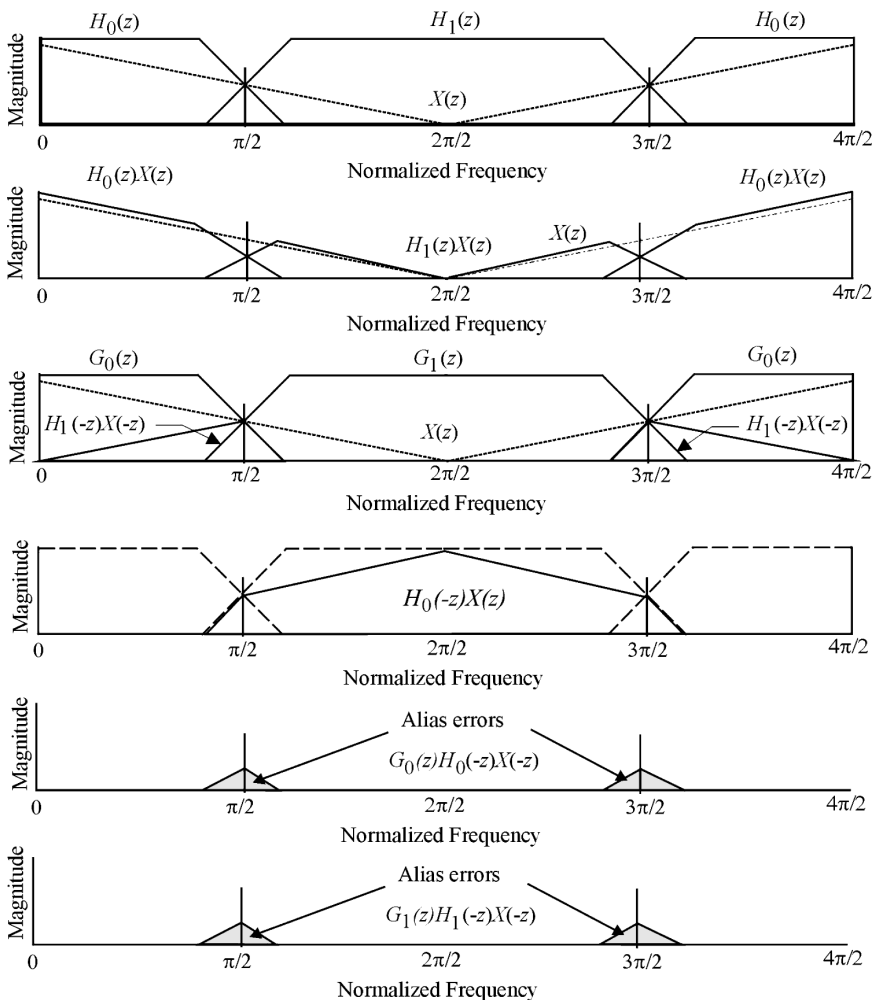 H0(z) H1(z) H0(z)
X(z)
Magnitude
0 π/2 2π/2 3π/2 4π/2
Normalized Frequency
H0(z)X(z) H0(z)X(z)
H1(z)X(z) X(z)
Magnitude
0 π/2 2π/2 3π/2 4π/2
Normalized Frequency
G0(z) G1(z) G0(z)
H1(-z)X(-z) X(z) H1(-z)X(-z)
Magnitude
0 π/2 2π/2 3π/2 4π/2
Normalized Frequency
H0(-z)X(z)
Magnitude
0 π/2 2π/2 3π/2 4π/2
Normalized Frequency
Alias errors
G0(z)H0(-z)X(-z)
Magnitude
0 π/2 2π/2 3π/2 4π/2
Normalized Frequency
Alias errors
G1(z)H1(-z)X(-z)
Magnitude
0 π/2 2π/2 3π/2 4π/2
Normalized Frequency